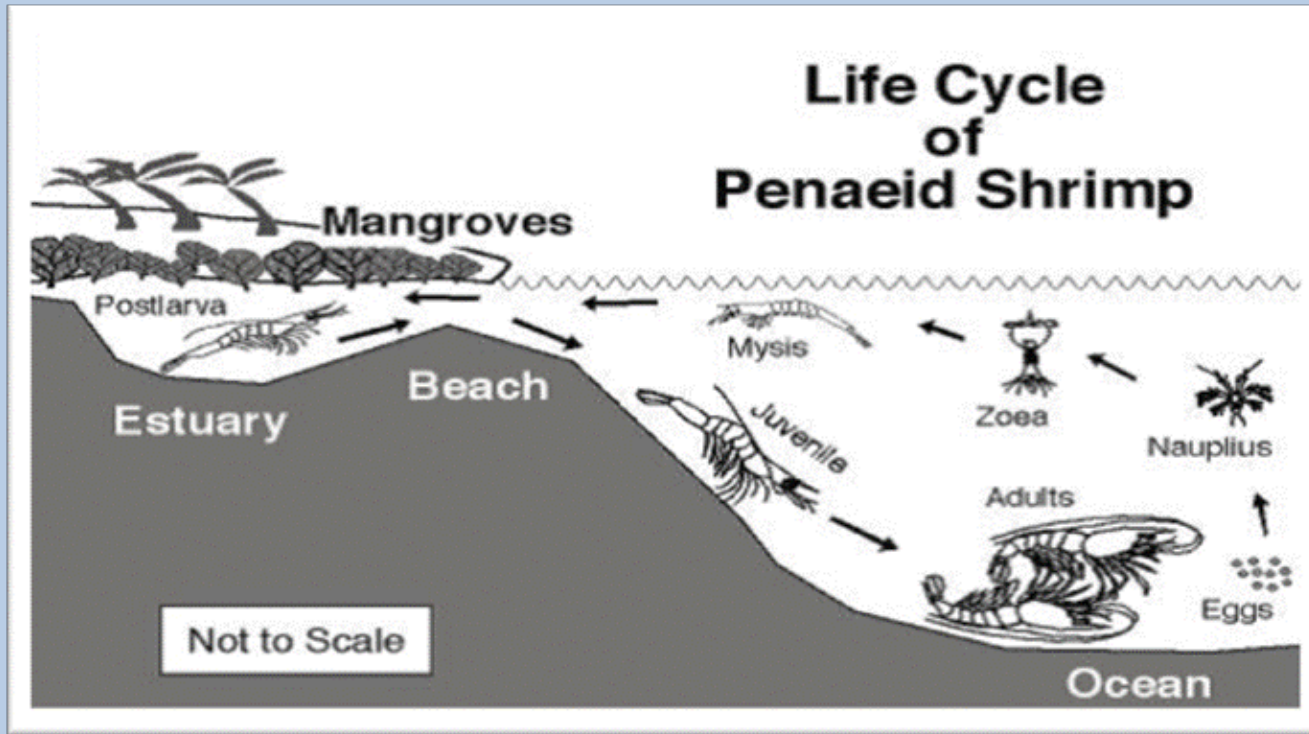 Life Cycle
of
Penaeid Shrimp
Mangroves
Postlarva
Mysis
Zoea
Nauplius
Beach
Estuary
Juvenile
Adults
Eggs
Not to Scale
Ocean